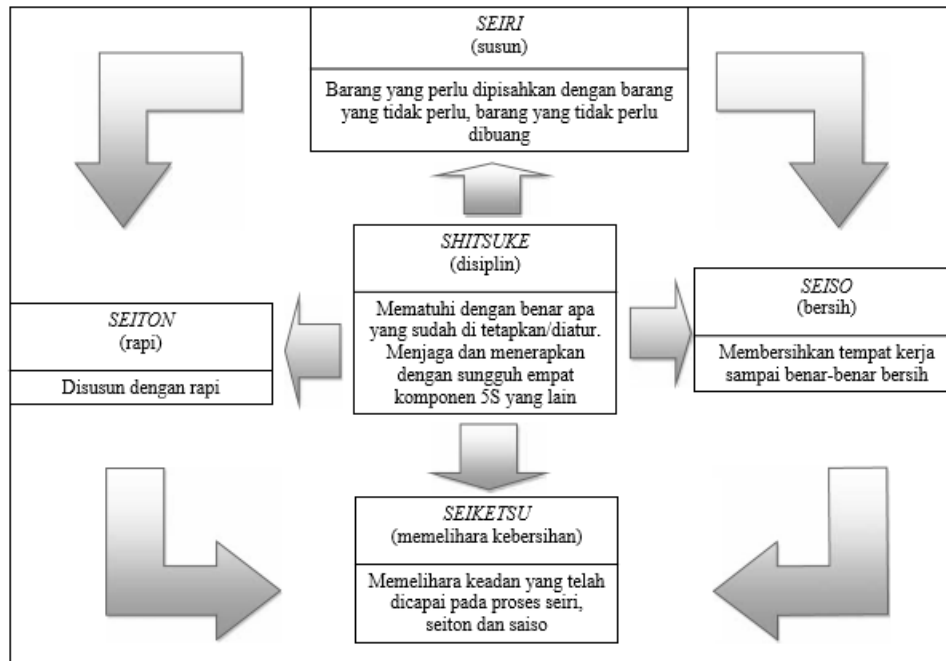 SEIRI
(susun)
Barang yang perlu dipisahkan dengan barang
yang tidak perlu, barang yang tidak perlu
dibuang
SHITSUKE
(disiplin)
Mematuhi dengan benar apa
yang sudah di tetapkan/diatur.
Menjaga dan menerapkan
dengan sungguh empat
komponen 5S yang lain
SEITON
(rapi)
Disusun dengan rapi
SEISO
(bersih)
Membersihkan tempat kerja
sampai benar-benar bersih
SEIKETSU
(memelihara kebersihan)
Memelihara keadan yang telah
dicapai pada proses seiri,
seiton dan saiso